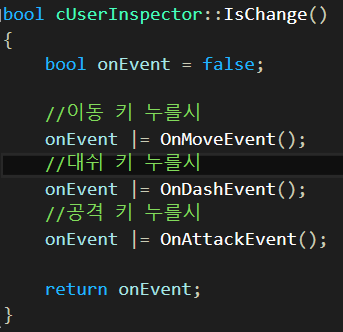 bool cUserInspector::IsChange()
{
bool onEvent = false;
//이동 키 누를시
onEvent |= OnMoveEvent();
//대쉬 키 누를시
onEvent |= OnDashEvent();
//공격 키 누를시
onEvent |= OnAttackEvent();
return onEvent;
}